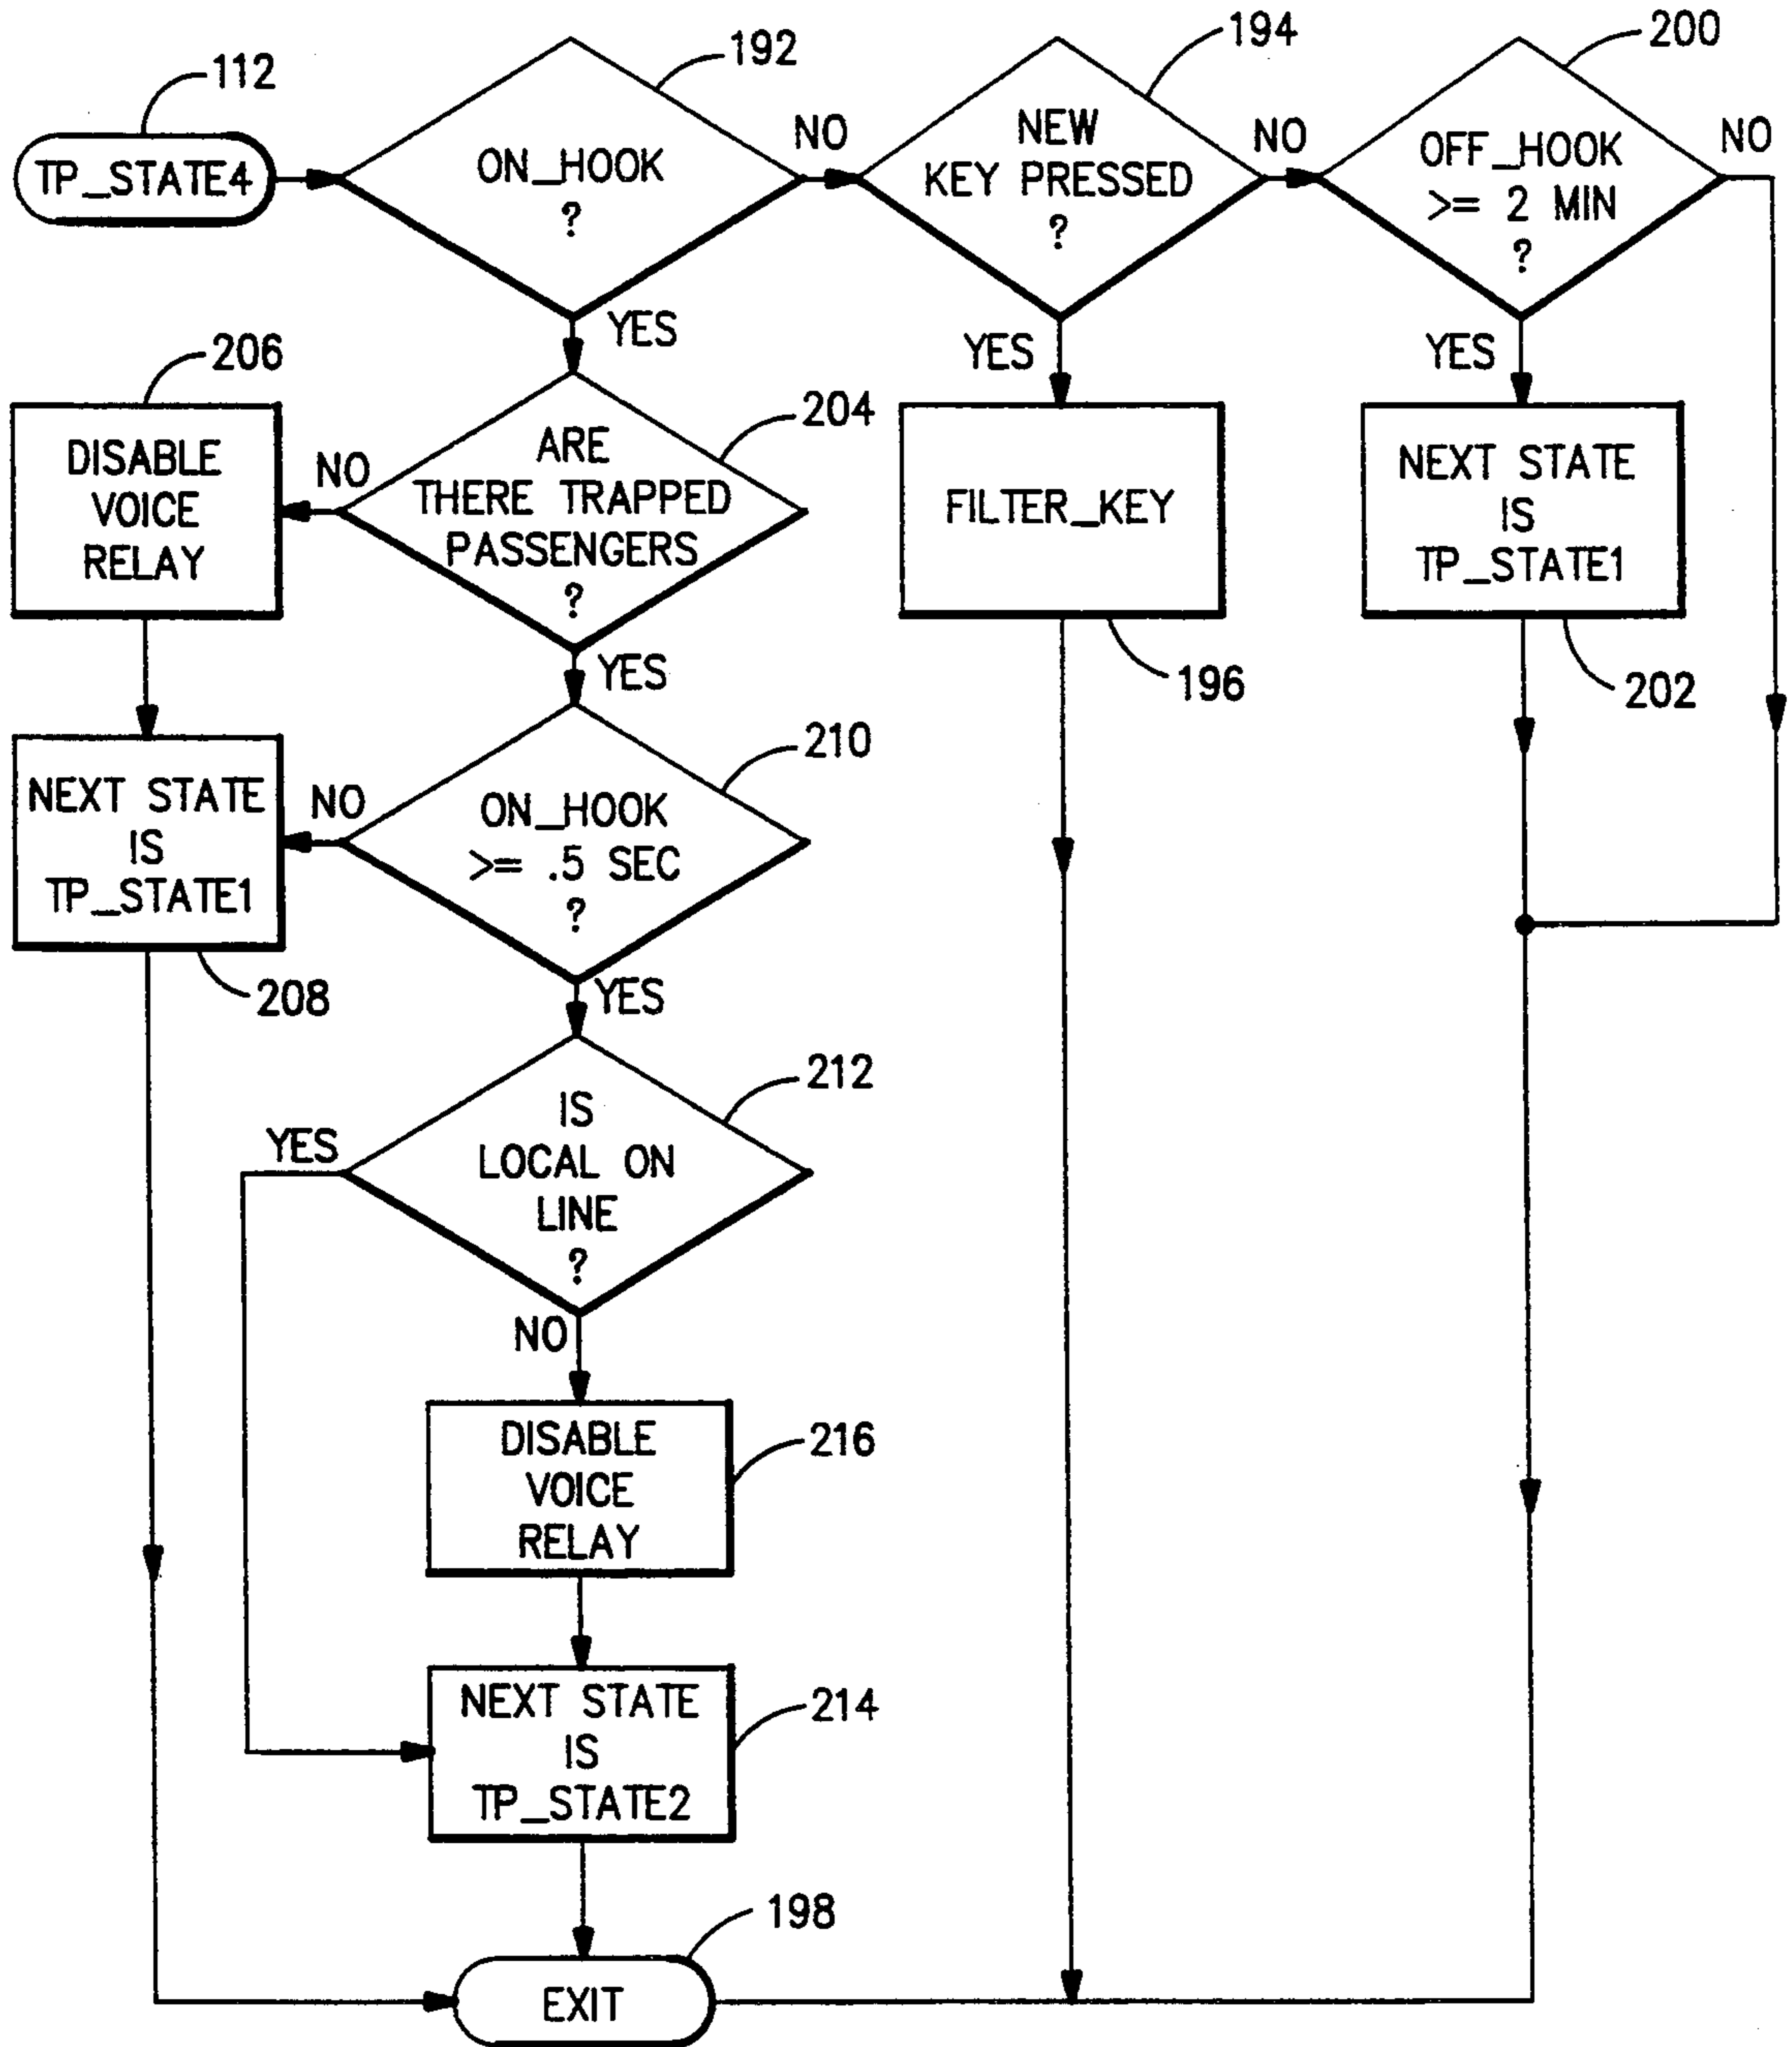 112
TP_STATE4
192
ON_HOOK
?
NO
YES
194
NEW
KEY PRESSED
?
NO
YES
200
OFF_HOOK
>= 2 MIN
?
NO
YES
206
DISABLE
VOICE
RELAY
NO
204
ARE
THERE TRAPPED
PASSENGERS
?
YES
FILTER_KEY
196
NEXT STATE
IS
TP_STATE1
202
NEXT STATE
IS
TP_STATE1
208
NO
210
ON_HOOK
>= .5 SEC
?
YES
212
IS
LOCAL ON
LINE
?
YES
NO
DISABLE
VOICE
RELAY
216
NEXT STATE
IS
TP_STATE2
214
198
EXIT